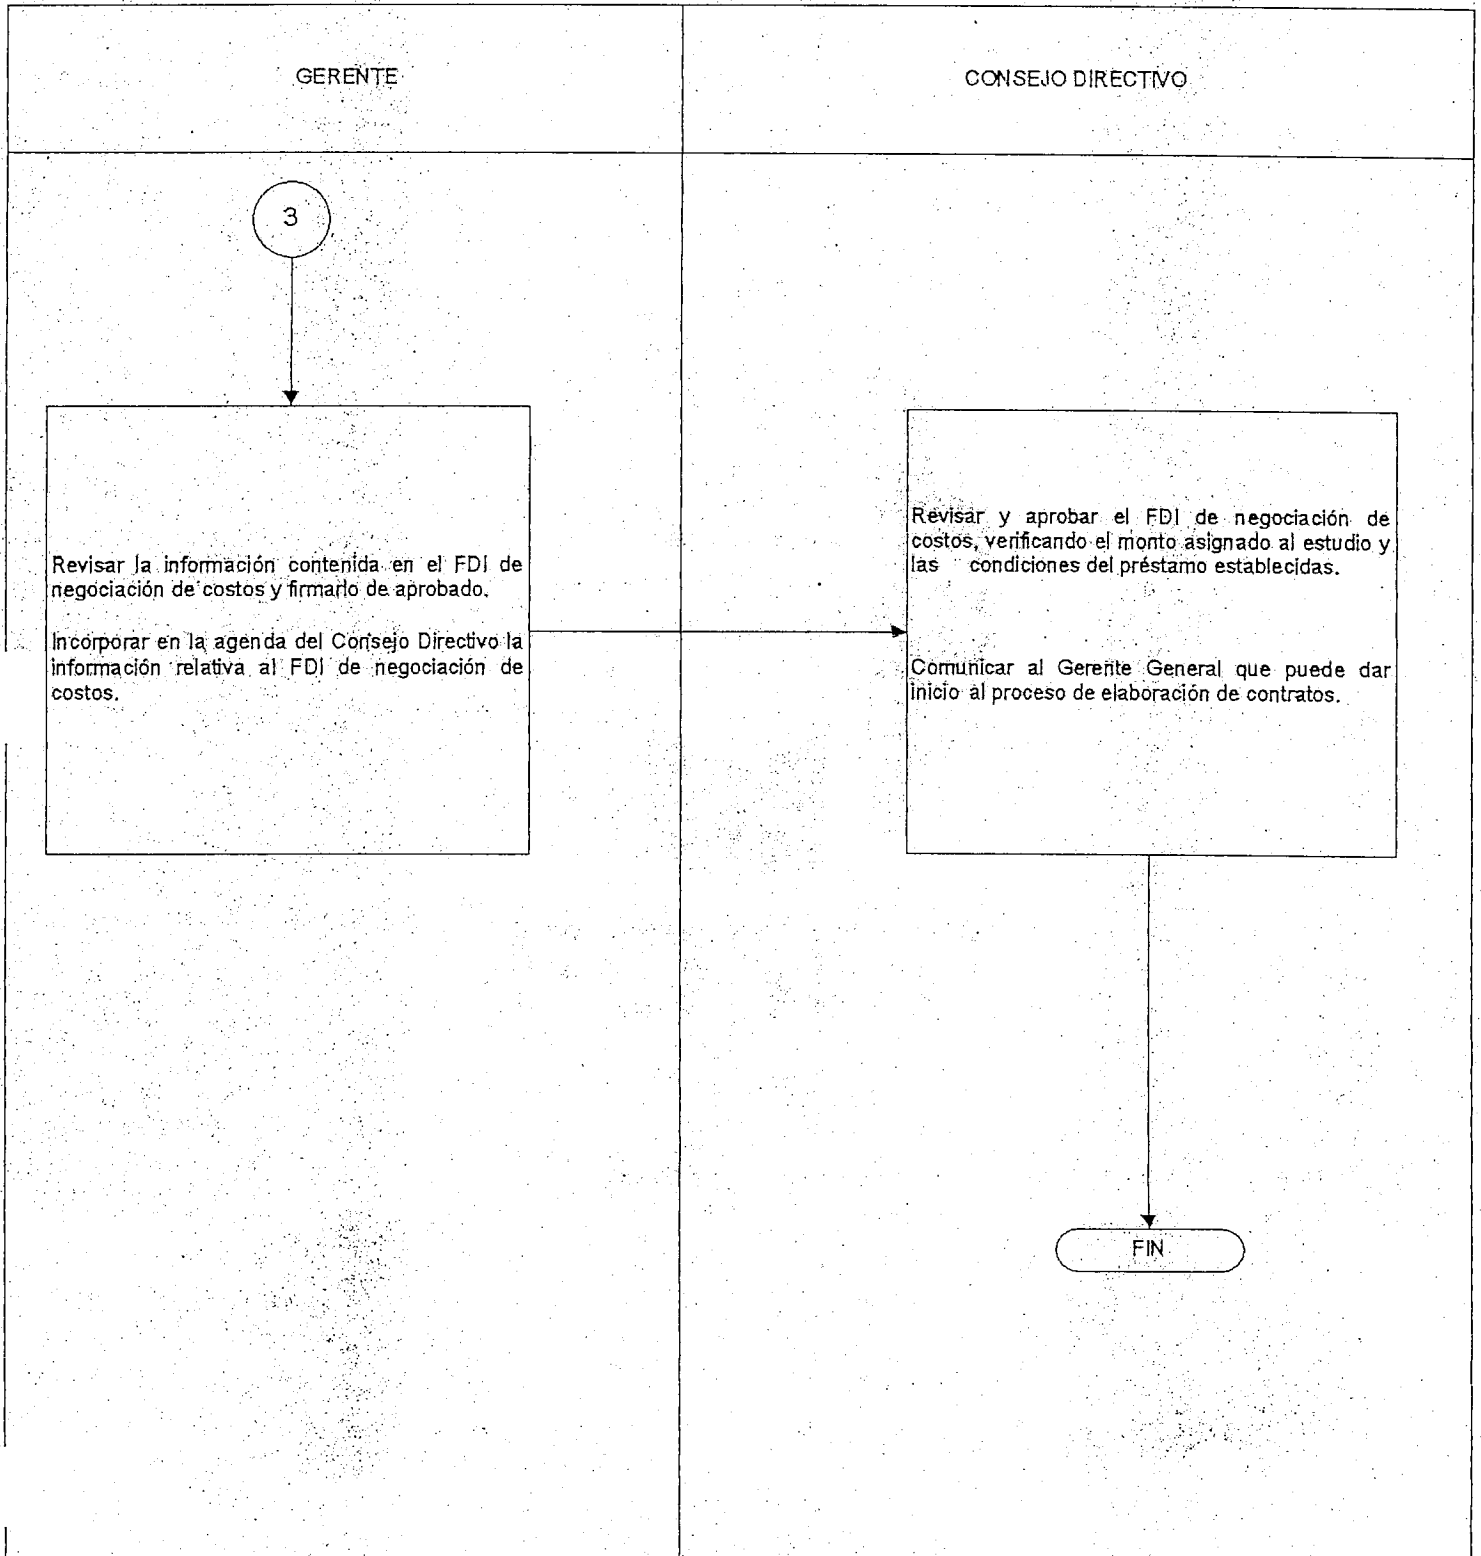 GERENTE
CONSEJO DIRECTIVO
3
Revisar la información contenida en el FDI de
negociación de costos y firmarlo de aprobado.
Incorporar en la agenda del Consejo Directivo la
información relativa al FDI de negociación de
costos.
Revisar y aprobar el FDI de negociación de
costos, verificando el monto asignado al estudio y
las condiciones del préstamo establecidas.
Comunicar al Gerente General que puede dar
inicio al proceso de elaboración de contratos.
FIN